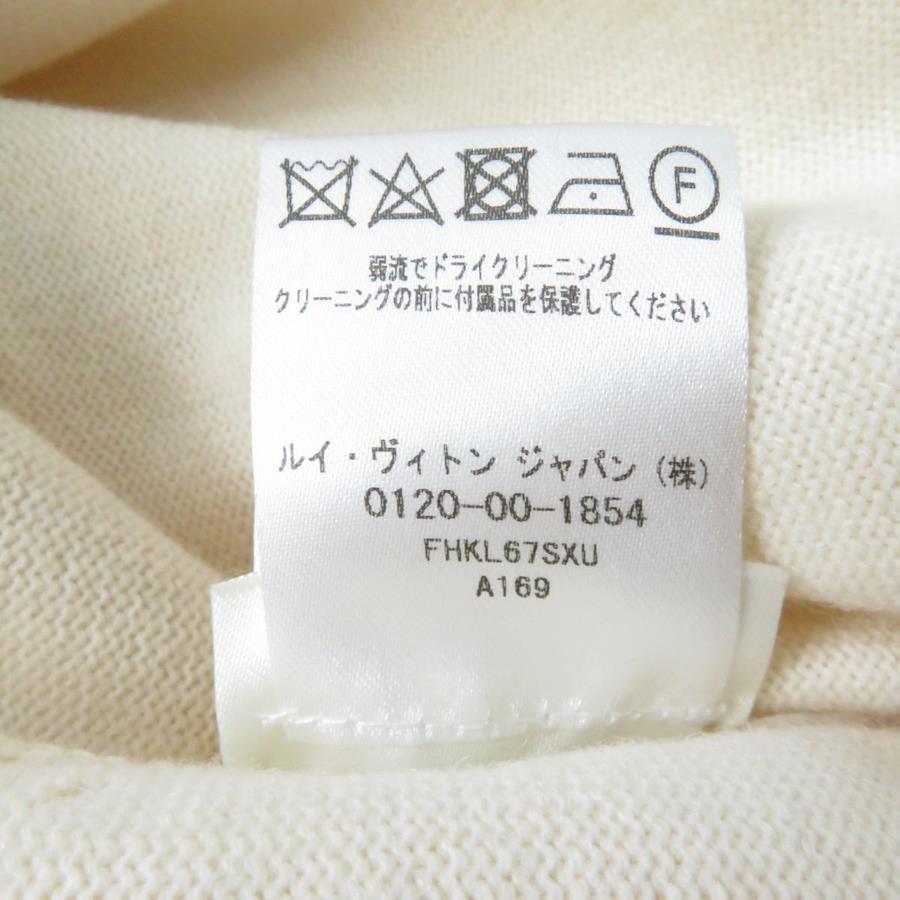 F
弱流でドライクリーニング
クリーニングの前に付属品を保護してください
ルイ・ヴィトン ジャパン（株）
0120-00-1854
FHKL67SXU
A169